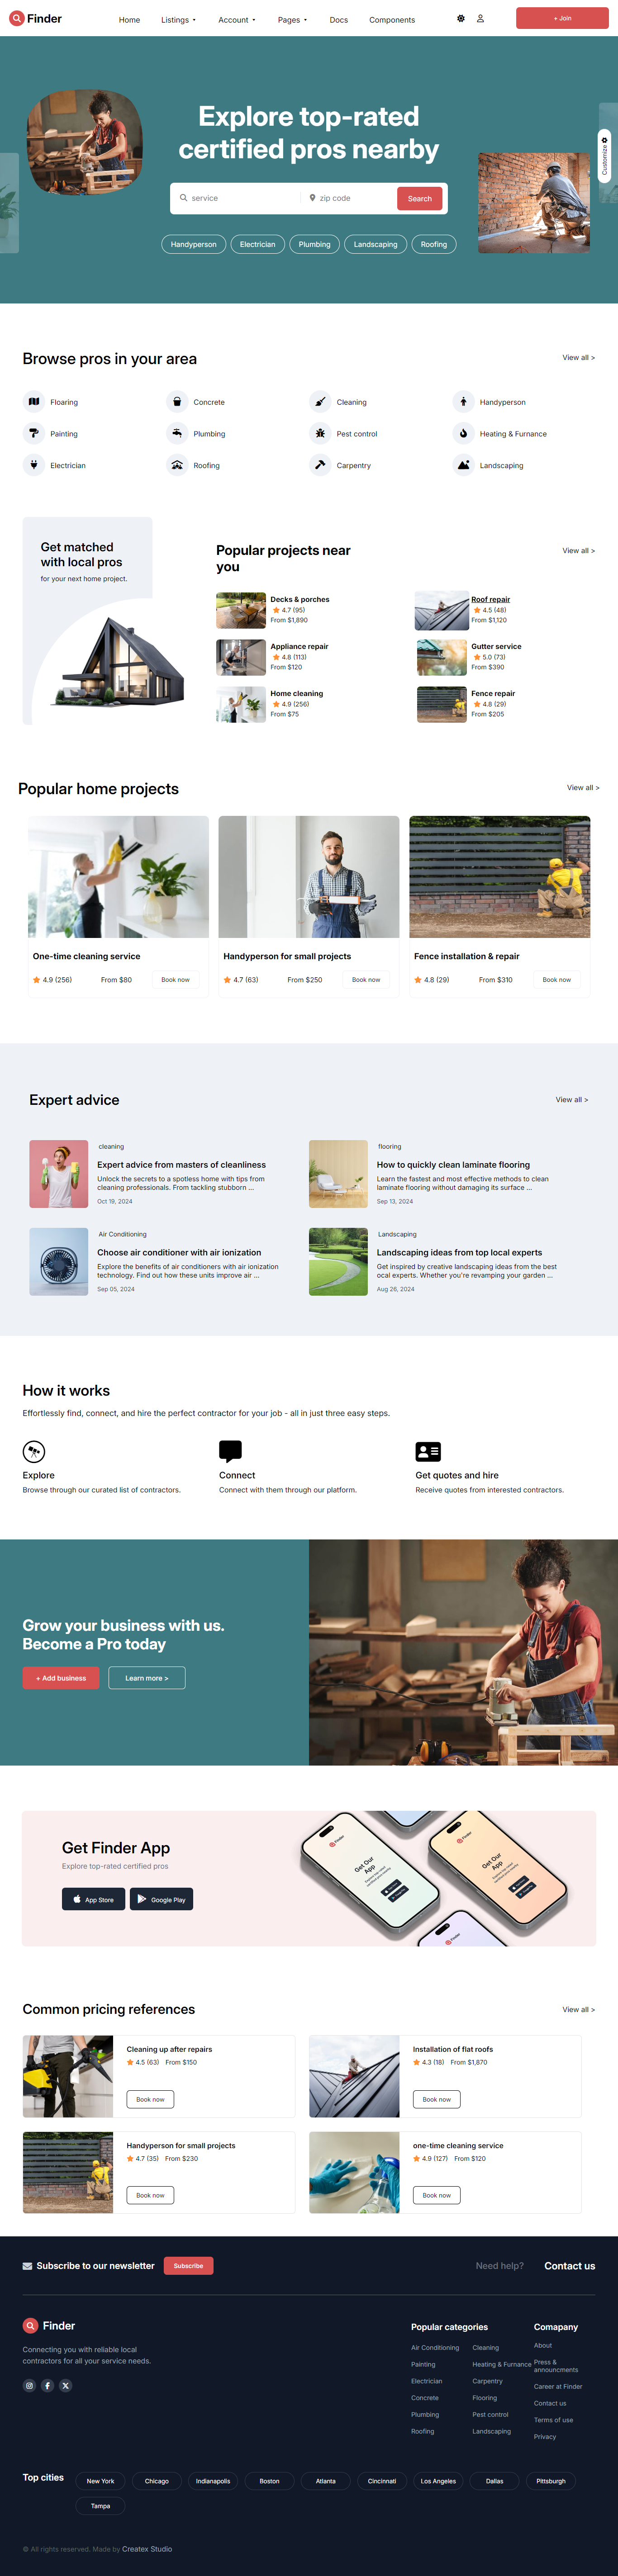 Finder
Home
Listings
Account
Pages
Docs
Components
+ Join
Explore top-rated
certified pros nearby
service
zip code
Search
Handyperson
Electrician
Plumbing
Landscaping
Roofing
Customize
Browse pros in your area
View all >
Floaring
Concrete
Cleaning
Handyperson
Painting
Plumbing
Pest control
Heating & Furnance
Electrician
Roofing
Carpentry
Landscaping
Get matched
with local pros
for your next home project.
Popular projects near
you
View all >
Decks & porches
4.7 (95)
From $1,890
Roof repair
4.5 (48)
From $1,120
Appliance repair
4.8 (113)
From $120
Gutter service
5.0 (73)
From $390
Home cleaning
4.9 (256)
From $75
Fence repair
4.8 (29)
From $205
Popular home projects
View all >
One-time cleaning service
4.9 (256)
From $80
Book now
Handyperson for small projects
4.7 (63)
From $250
Book now
Fence installation & repair
4.8 (29)
From $310
Book now
Expert advice
View all >
cleaning
Expert advice from masters of cleanliness
Unlock the secrets to a spotless home with tips from
cleaning professionals. From tackling stubborn ...
Oct 19, 2024
flooring
How to quickly clean laminate flooring
Learn the fastest and most effective methods to clean
laminate flooring without damaging its surface ...
Sep 13, 2024
Air Conditioning
Choose air conditioner with air ionization
Explore the benefits of air conditioners with air ionization
technology. Find out how these units improve air ...
Sep 05, 2024
Landscaping
Landscaping ideas from top local experts
Get inspired by creative landscaping ideas from the best
ocal experts. Whether you're revamping your garden ...
Aug 26, 2024
How it works
Effortlessly find, connect, and hire the perfect contractor for your job - all in just three easy steps.
Explore
Browse through our curated list of contractors.
Connect
Connect with them through our platform.
Get quotes and hire
Receive quotes from interested contractors.
Grow your business with us.
Become a Pro today
+ Add business
Learn more >
Get Finder App
Explore top-rated certified pros
App Store
Google Play
Finder
Get Our
App
Finder
Get Our
App
Finder
Common pricing references
View all >
Cleaning up after repairs
4.5 (63) From $150
Book now
Installation of flat roofs
4.3 (18) From $1,870
Book now
Handyperson for small projects
4.7 (35) From $230
Book now
one-time cleaning service
4.9 (127) From $120
Book now
Subscribe to our newsletter
Subscribe
Need help?
Contact us
Finder
Connecting you with reliable local
contractors for all your service needs.
Popular categories
Air Conditioning
Painting
Electrician
Concrete
Plumbing
Roofing
Cleaning
Heating & Furnance
Carpentry
Flooring
Pest control
Landscaping
Comapany
About
Press &
announcments
Career at Finder
Contact us
Terms of use
Privacy
Top cities
New York
Chicago
Indianapolis
Boston
Atlanta
Cincinnati
Los Angeles
Dallas
Pittsburgh
Tampa
© All rights reserved. Made by Createx Studio